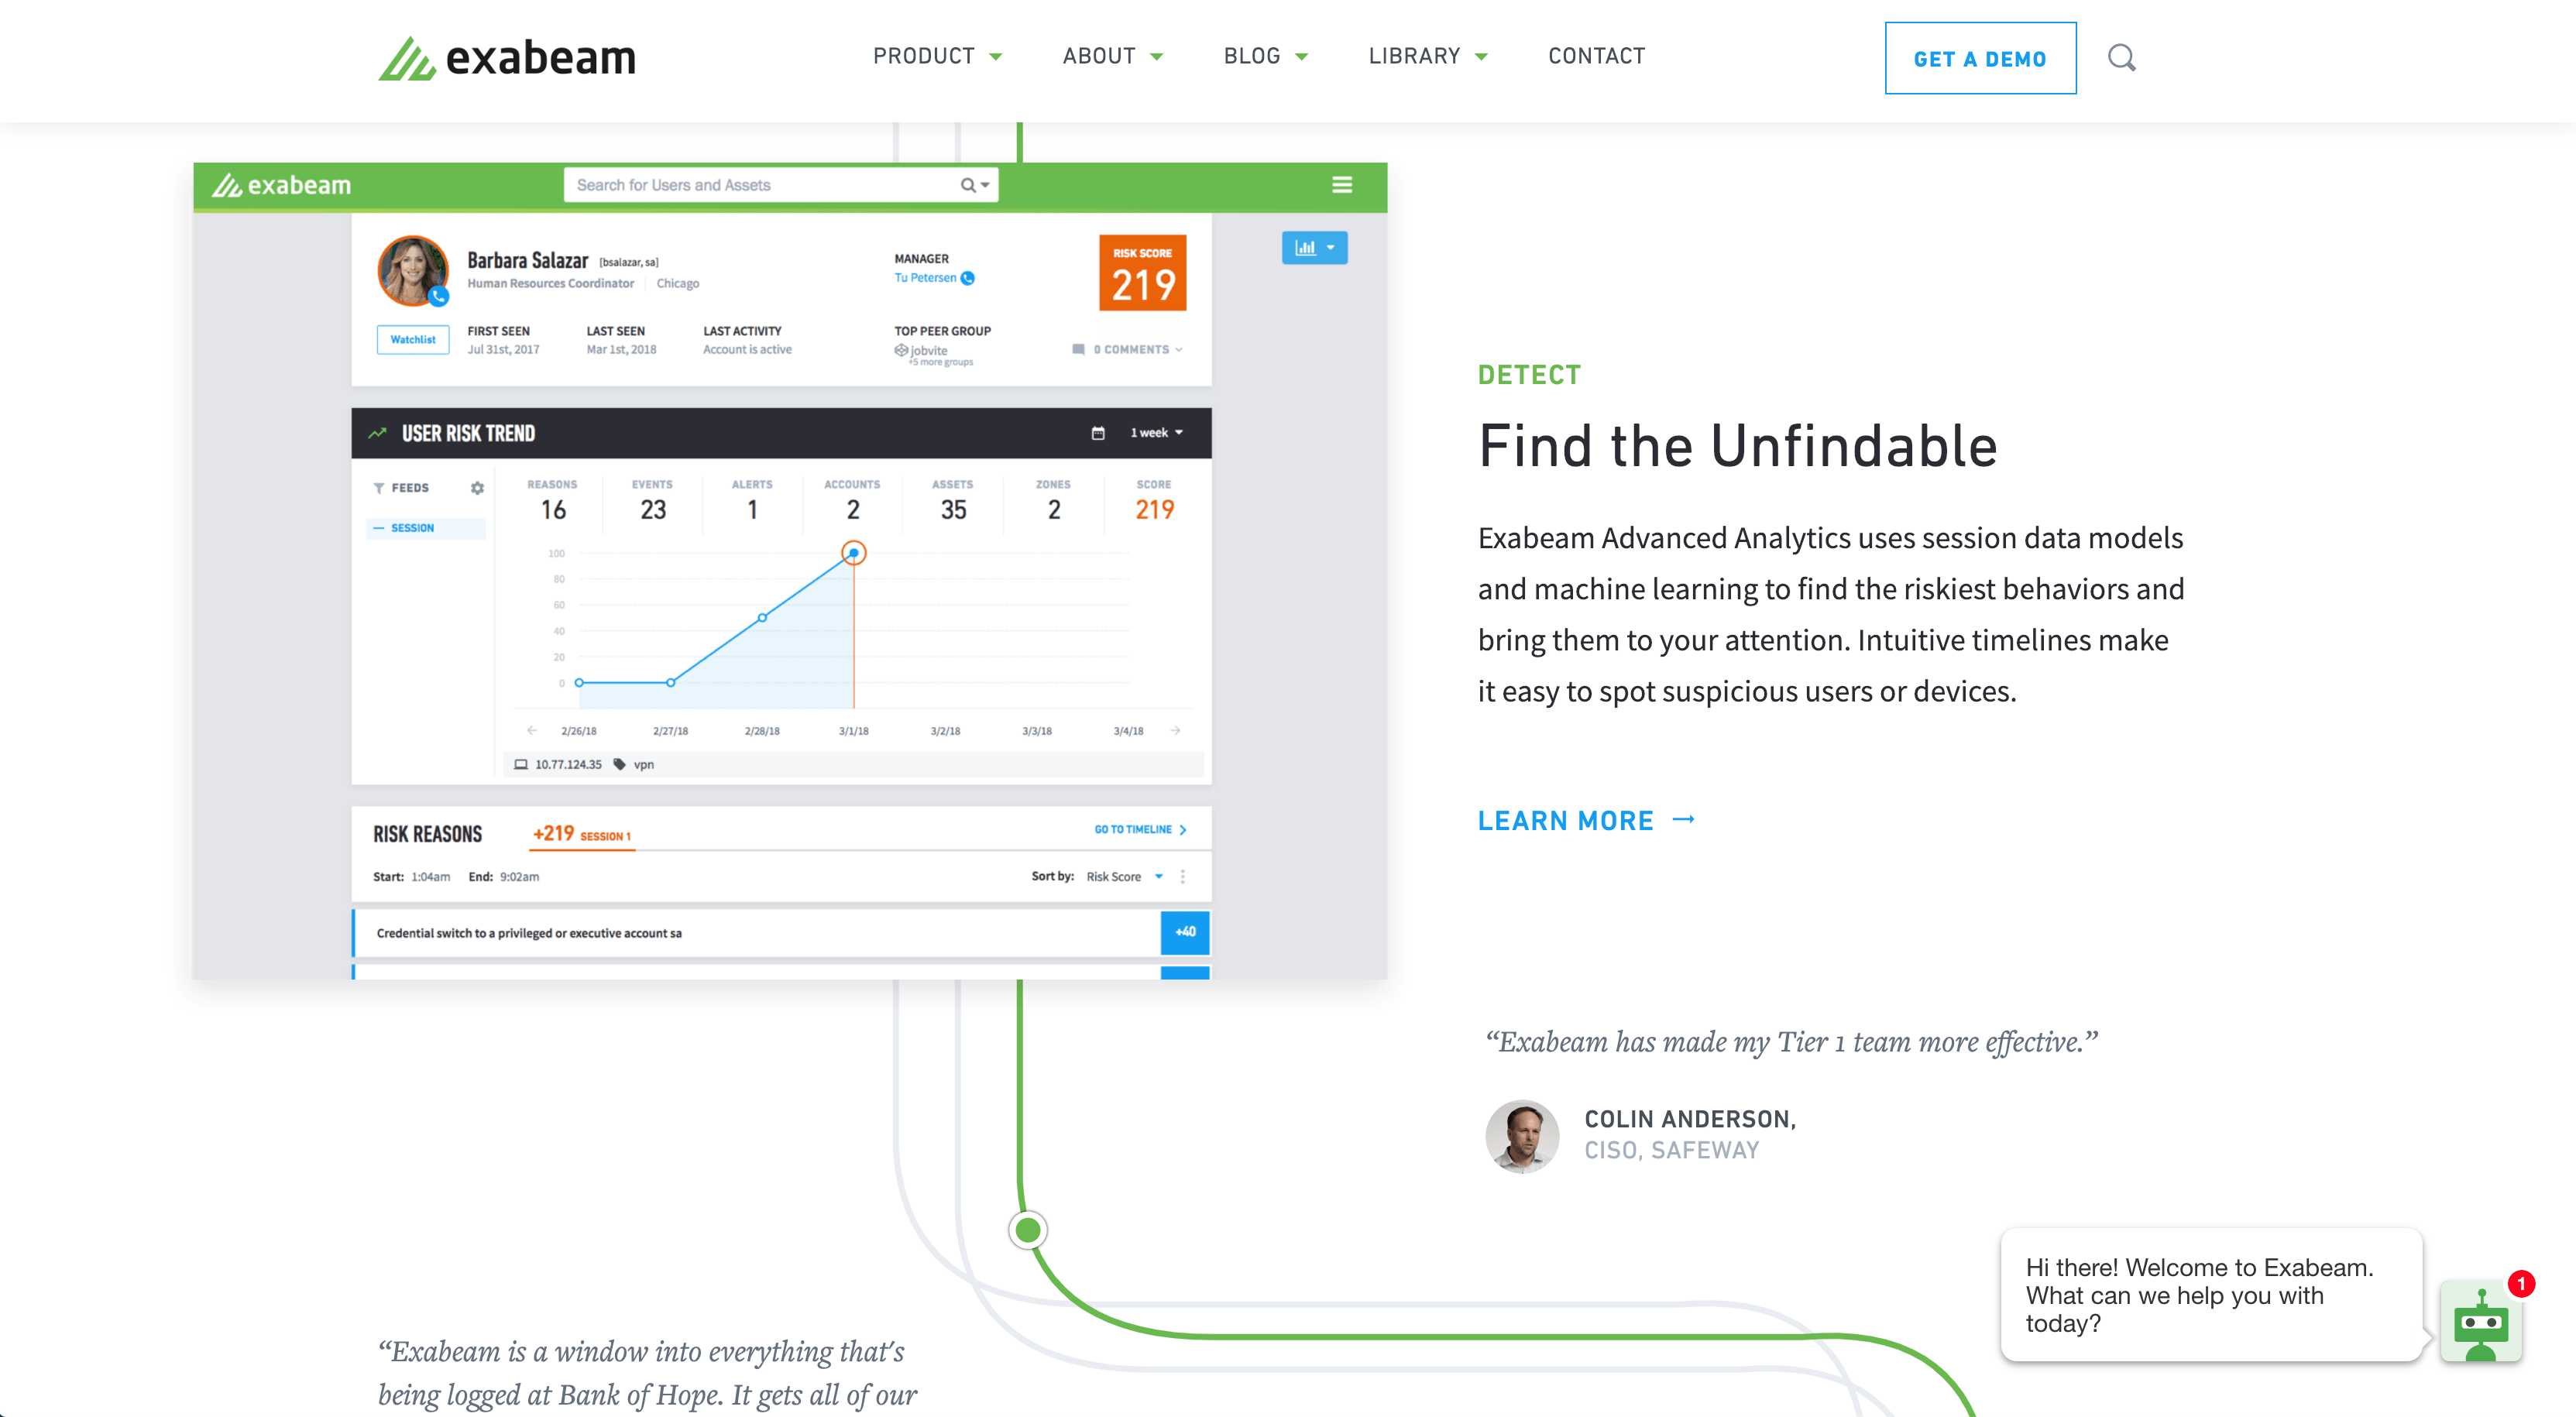 exabeam
PRODUCT
ABOUT
BLOG
LIBRARY
CONTACT
GET A DEMO
exabeam
Search for Users and Assets
Barbara Salazar [bsalazar, sa]
Human Resources Coordinator Chicago
MANAGER
Tu Petersen
RISK SCORE
219
Watchlist
FIRST SEEN
Jul 31st, 2017
LAST SEEN
Mar 1st, 2018
LAST ACTIVITY
Account is active
TOP PEER GROUP
jobvite
+5 more groups
0 COMMENTS
USER RISK TREND
1 week
FEEDS
SESSION
REASONS
16
EVENTS
23
ALERTS
1
ACCOUNTS
2
ASSETS
35
ZONES
2
SCORE
219
100
80
60
40
20
0
2/26/18 2/27/18 2/28/18 3/1/18 3/2/18 3/3/18 3/4/18
10.77.124.35 vpn
RISK REASONS
+219 SESSION 1
GO TO TIMELINE
Start: 1:04am End: 9:02am
Sort by: Risk Score
Credential switch to a privileged or executive account sa
+40
DETECT
Find the Unfindable
Exabeam Advanced Analytics uses session data models
and machine learning to find the riskiest behaviors and
bring them to your attention. Intuitive timelines make
it easy to spot suspicious users or devices.
LEARN MORE →
“Exabeam has made my Tier 1 team more effective.”
COLIN ANDERSON,
CISO, SAFEWAY
“Exabeam is a window into everything that's
being logged at Bank of Hope. It gets all of our
Hi there! Welcome to Exabeam.
What can we help you with
today?
1